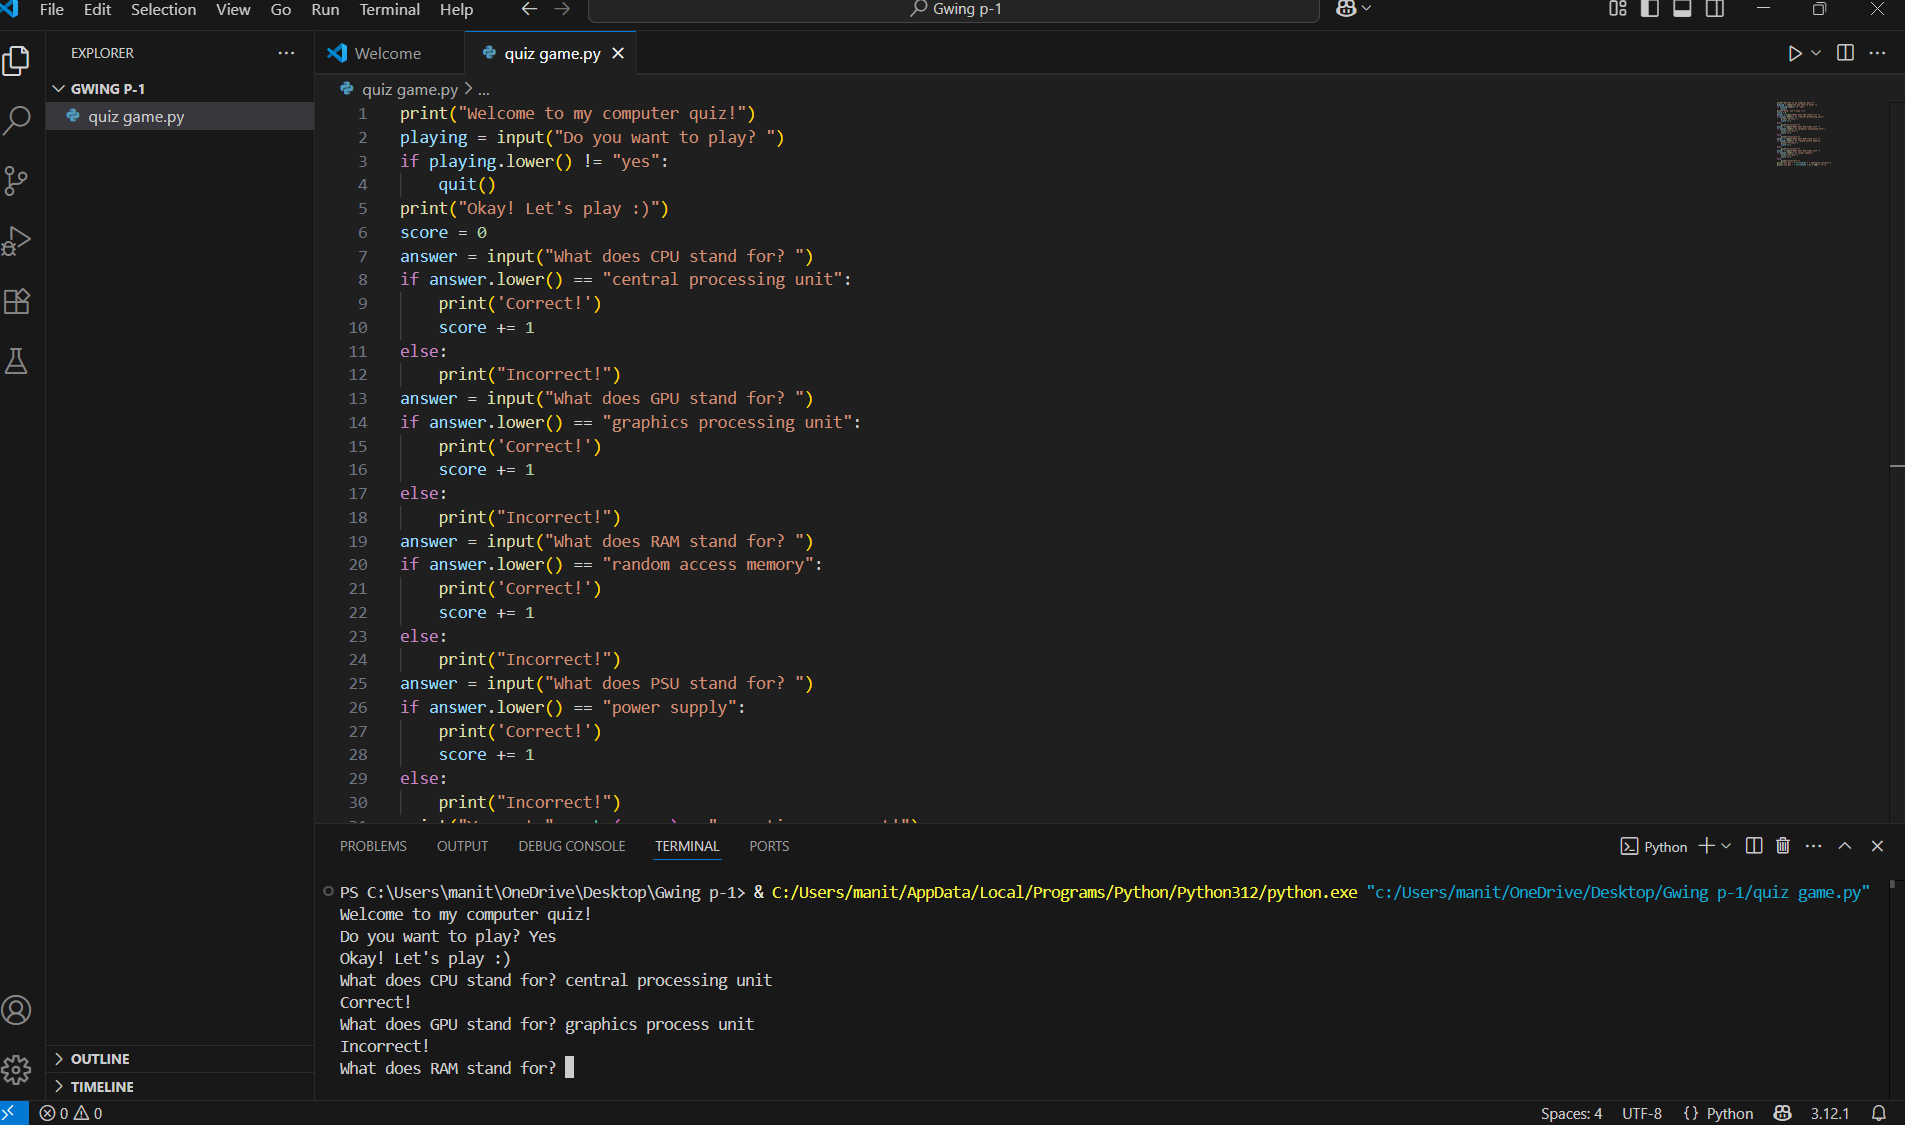 File Edit Selection View Go Run Terminal Help Gwing p-1
EXPLORER
GWING P-1
quiz game.py
Welcome quiz game.py
quiz game.py > ...
1 print("Welcome to my computer quiz!")
2 playing = input("Do you want to play? ")
3 if playing.lower() != "yes":
4 quit()
5 print("Okay! Let's play :)")
6 score = 0
7 answer = input("What does CPU stand for? ")
8 if answer.lower() == "central processing unit":
9 print('Correct!')
10 score += 1
11 else:
12 print("Incorrect!")
13 answer = input("What does GPU stand for? ")
14 if answer.lower() == "graphics processing unit":
15 print('Correct!')
16 score += 1
17 else:
18 print("Incorrect!")
19 answer = input("What does RAM stand for? ")
20 if answer.lower() == "random access memory":
21 print('Correct!')
22 score += 1
23 else:
24 print("Incorrect!")
25 answer = input("What does PSU stand for? ")
26 if answer.lower() == "power supply":
27 print('Correct!')
28 score += 1
29 else:
30 print("Incorrect!")
PROBLEMS OUTPUT DEBUG CONSOLE TERMINAL PORTS Python
PS C:\Users\manit\OneDrive\Desktop\Gwing p-1> & C:/Users/manit/AppData/Local/Programs/Python/Python312/python.exe "c:/Users/manit/OneDrive/Desktop/Gwing p-1/quiz game.py"
Welcome to my computer quiz!
Do you want to play? Yes
Okay! Let's play :)
What does CPU stand for? central processing unit
Correct!
What does GPU stand for? graphics process unit
Incorrect!
What does RAM stand for?
OUTLINE
TIMELINE
0 0 Spaces: 4 UTF-8 {} Python 3.12.1